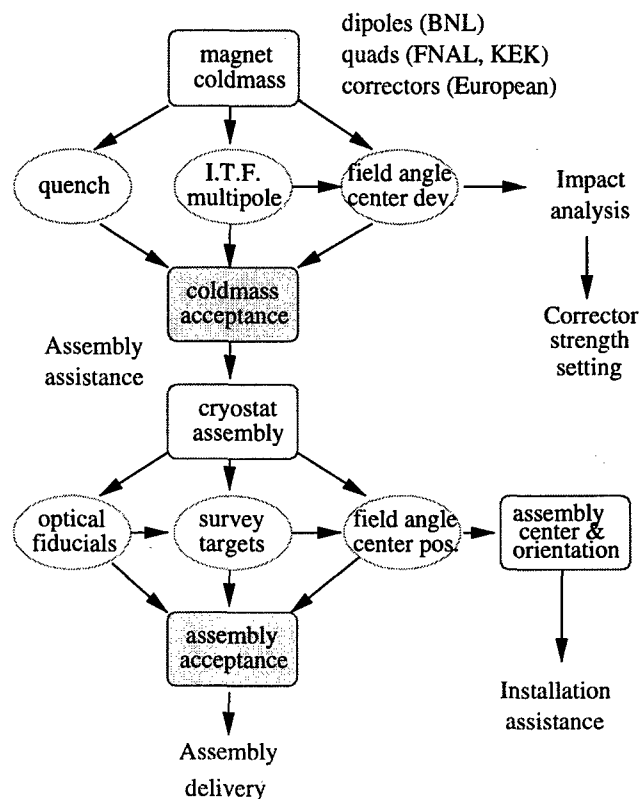 magnet
coldmass
dipoles (BNL)
quads (FNAL, KEK)
correctors (European)
quench
I.T.F.
multipole
field angle
center dev.
Impact
analysis
coldmass
acceptance
Corrector
strength
setting
Assembly
assistance
cryostat
assembly
optical
fiducials
survey
targets
field angle
center pos.
assembly
center &
orientation
assembly
acceptance
Installation
assistance
Assembly
delivery